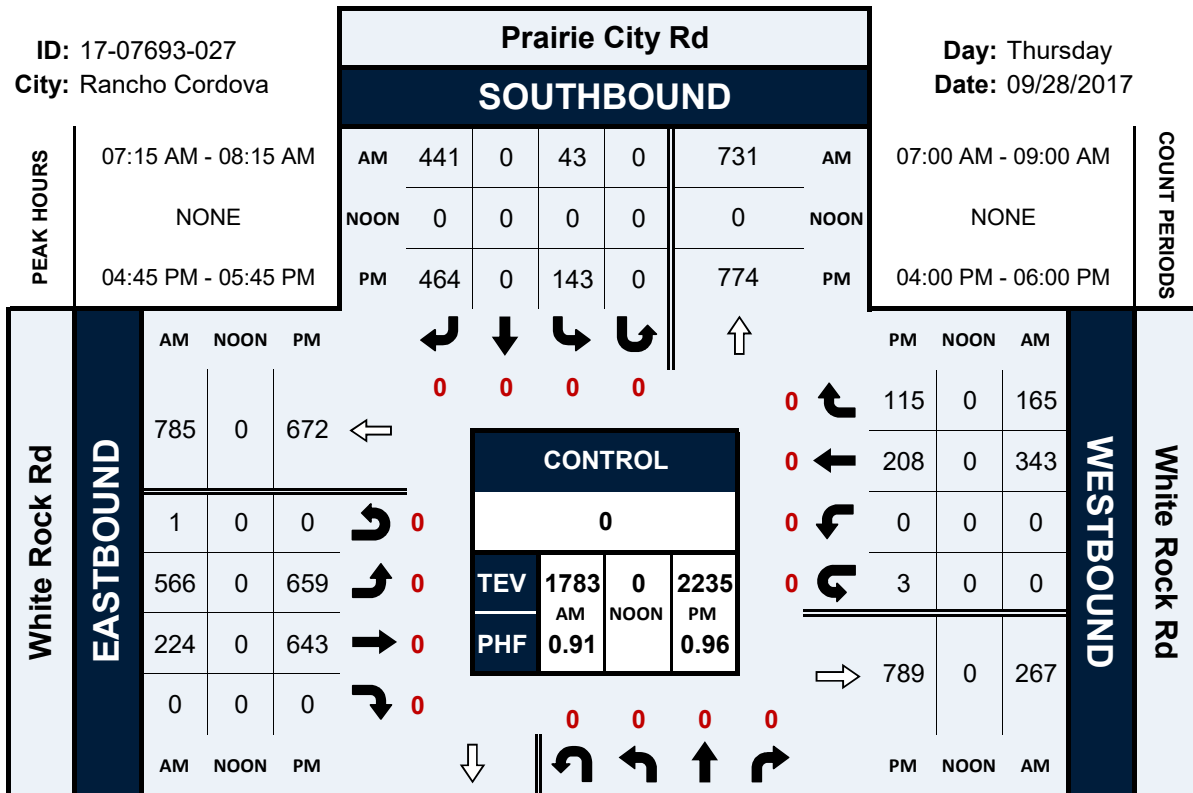 Prairie City Rd
SOUTHBOUND
ID: 17-07693-027
City: Rancho Cordova
Day: Thursday
Date: 09/28/2017
PEAK HOURS
07:15 AM - 08:15 AM
NONE
04:45 PM - 05:45 PM
AM 441 0 43 0 731 AM
NOON 0 0 0 0 0 NOON
PM 464 0 143 0 774 PM
07:00 AM - 09:00 AM
NONE
04:00 PM - 06:00 PM
COUNT PERIODS
0 0 0 0
White Rock Rd
EASTBOUND
AM NOON PM
785 0 672
1 0 0 0
566 0 659 0
224 0 643 0
0 0 0 0
AM NOON PM
CONTROL
0
TEV 1783 0 2235
AM NOON PM
PHF 0.91 0.96
PM NOON AM
0 115 0 165
0 208 0 343
0 0 0 0
0 3 0 0
789 0 267
PM NOON AM
WESTBOUND
White Rock Rd
0 0 0 0